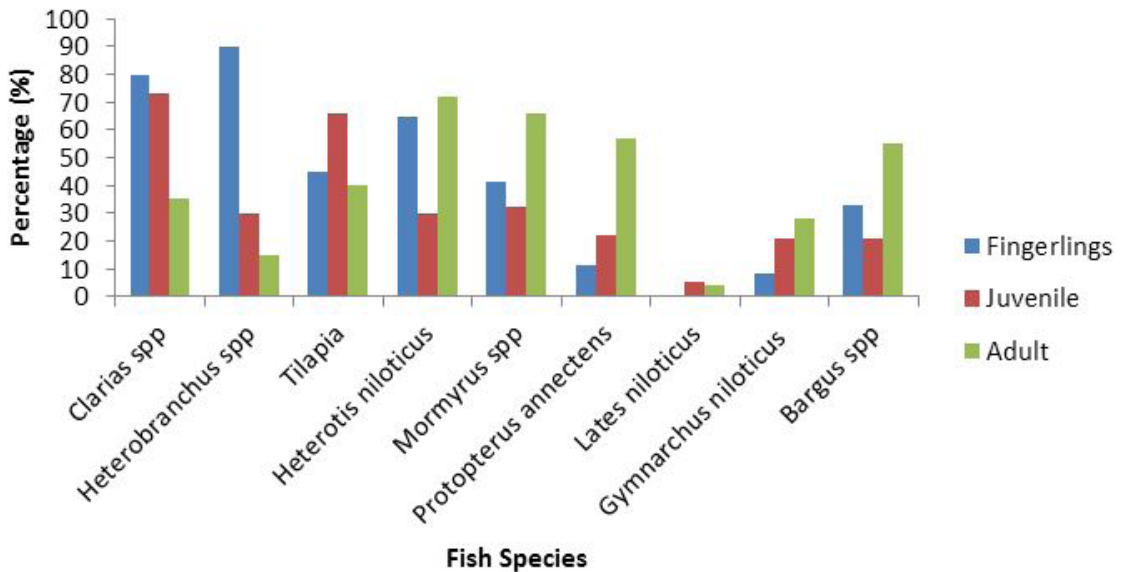 Percentage (%)
100
90
80
70
60
50
40
30
20
10
0
Clarias spp
Heterobranchus spp
Tilapia
Heterotis niloticus
Mormyrus spp
Protopterus annectens
Lates niloticus
Gymnarchus niloticus
Bargus spp
Fish Species
Fingerlings
Juvenile
Adult